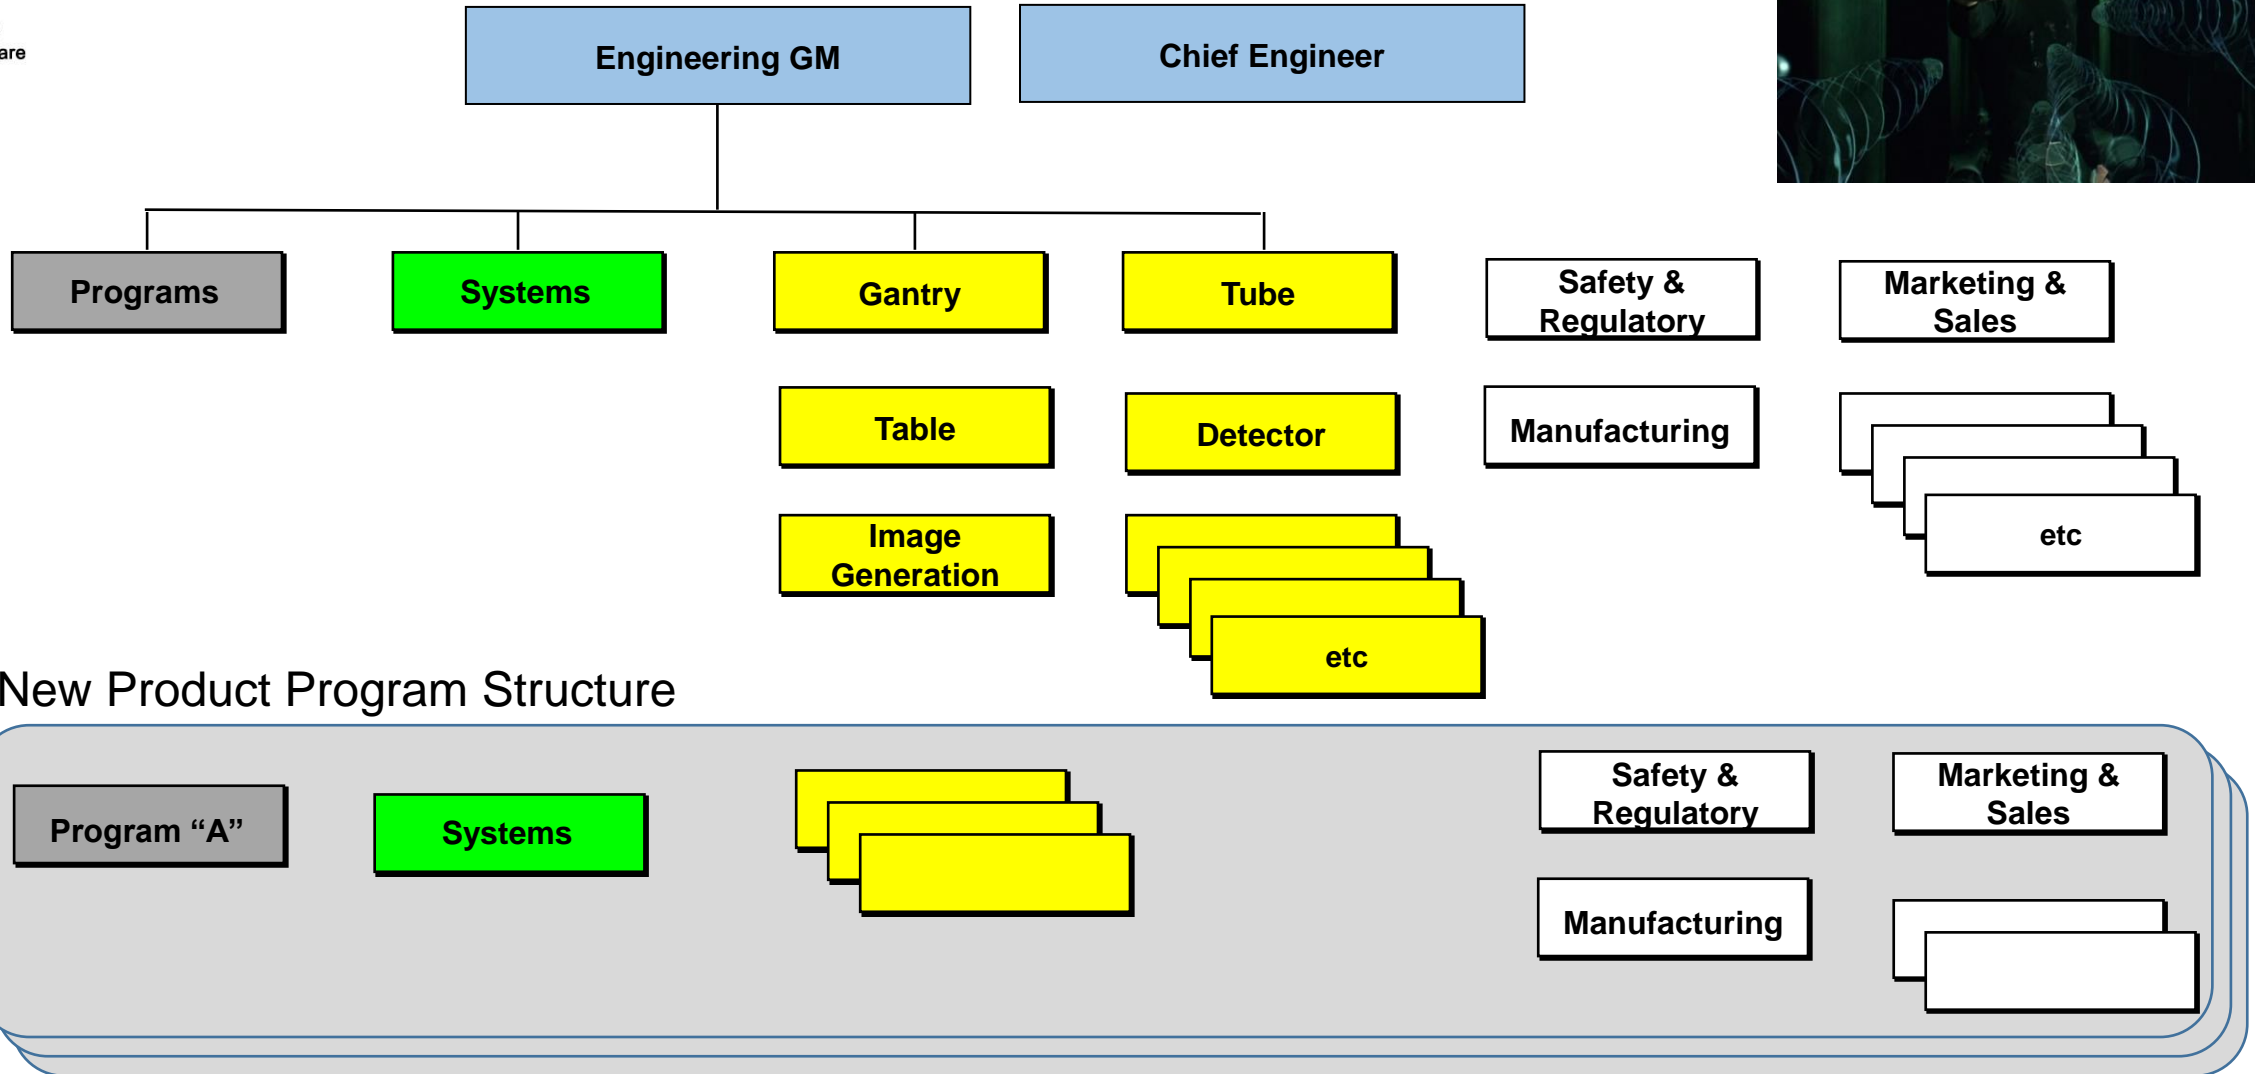 are
Engineering GM
Chief Engineer
Programs
Systems
Gantry
Tube
Safety &
Regulatory
Marketing &
Sales
Table
Detector
Manufacturing
Image
Generation
etc
etc
New Product Program Structure
Program “A”
Systems
Safety &
Regulatory
Marketing &
Sales
Manufacturing